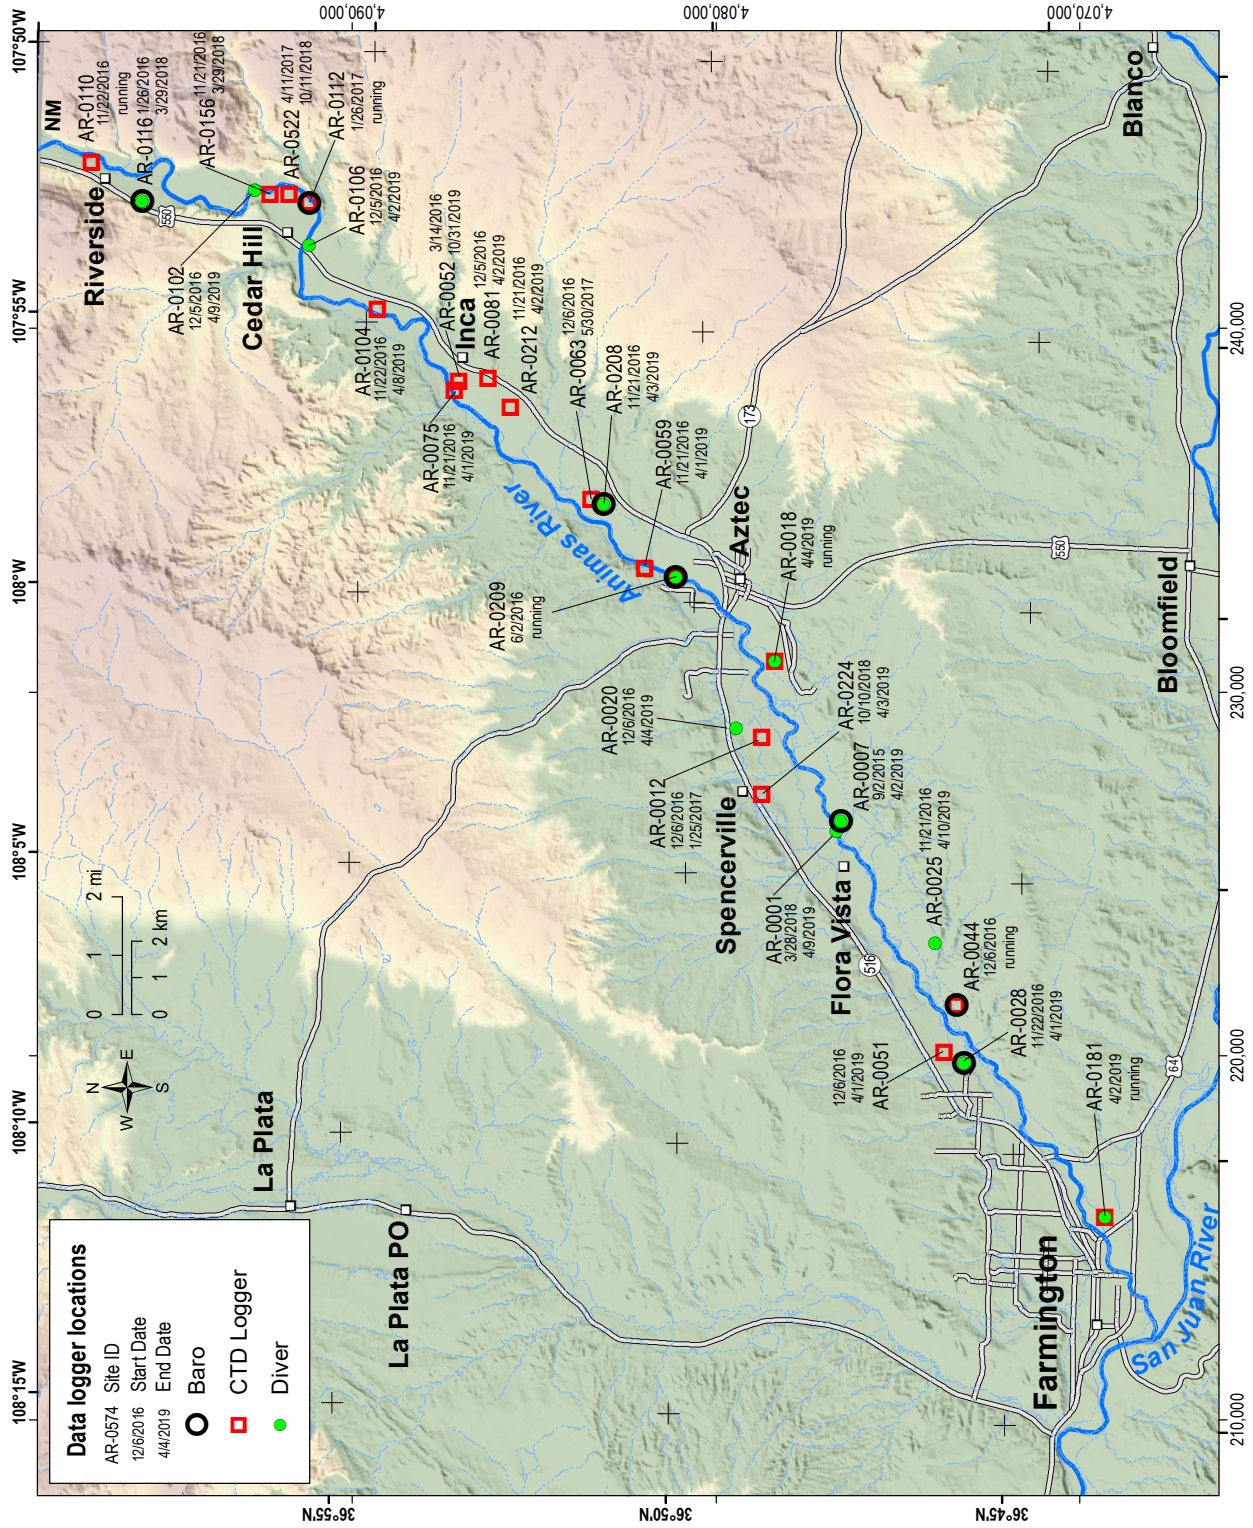 Data logger locations
AR-0574 Site ID
12/6/2016 Start Date
4/4/2019 End Date
Baro
CTD Logger
Diver
N
W
E
S
0 1 2 mi
0 1 2 km
NM
Riverside
AR-0110
11/22/2016
running
AR-0116
1/26/2016
3/29/2018
AR-0156
11/21/2016
3/29/2018
AR-0522
4/11/2017
10/11/2018
AR-0112
1/26/2017
running
AR-0102
12/5/2016
4/9/2019
Cedar Hill
AR-0106
12/5/2016
4/2/2019
550
AR-0104
11/22/2016
4/8/2019
AR-0052
3/14/2016
10/31/2019
Inca
AR-0081
12/5/2016
4/2/2019
AR-0212
11/21/2016
4/2/2019
AR-0075
11/21/2016
4/1/2019
AR-0063
12/6/2016
5/30/2017
AR-0208
11/21/2016
4/3/2019
AR-0059
11/21/2016
4/1/2019
Animas River
AR-0209
6/2/2016
running
Aztec
173
550
AR-0018
4/4/2019
running
AR-0020
12/6/2016
4/4/2019
AR-0224
10/10/2018
4/3/2019
AR-0012
12/6/2016
1/25/2017
Spencerville
AR-0007
9/2/2015
4/2/2019
AR-0001
3/28/2018
4/9/2019
Flora Vista
516
AR-0025
11/21/2016
4/10/2019
AR-0044
12/6/2016
running
AR-0028
11/22/2016
4/1/2019
12/6/2016
4/1/2019
AR-0051
AR-0181
4/2/2019
running
64
La Plata
La Plata PO
Farmington
San Juan River
Bloomfield
Blanco
108°15'W
108°10'W
108°5'W
108°W
107°55'W
107°50'W
36°55'N
36°50'N
36°45'N
210,000
220,000
230,000
240,000
4,090,000
4,080,000
4,070,000